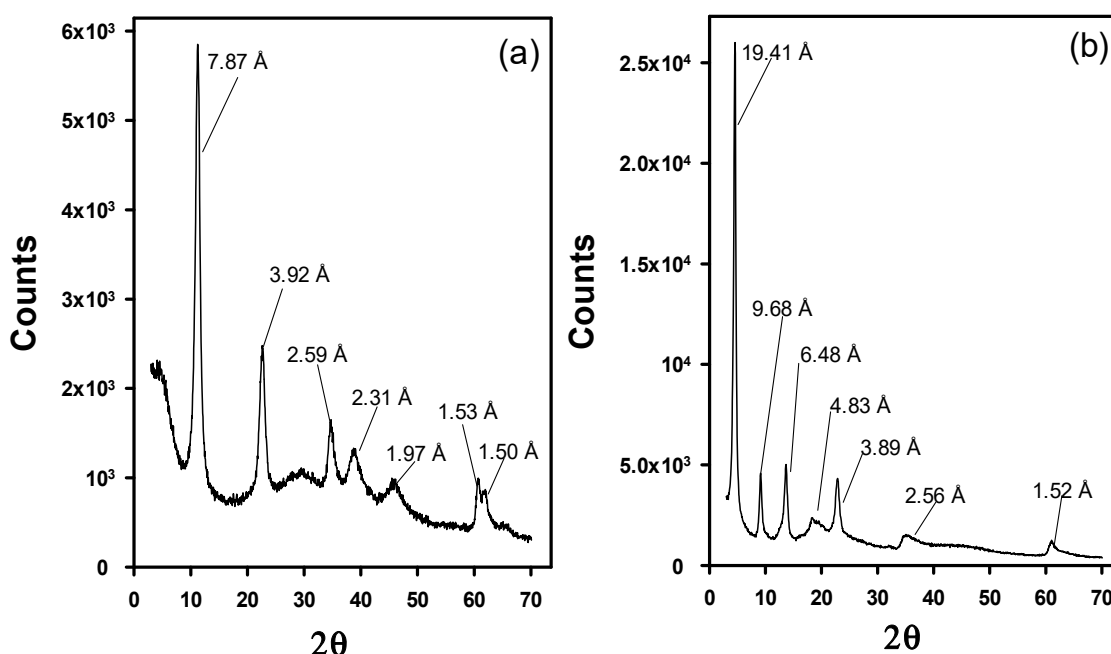 (a)
6x10³
5x10³
4x10³
3x10³
2x10³
10³
0
Counts
7.87 Å
3.92 Å
2.59 Å
2.31 Å
1.97 Å
1.53 Å
1.50 Å
0 10 20 30 40 50 60 70
2θ
(b)
2.5x10⁴
2.0x10⁴
1.5x10⁴
10⁴
5.0x10³
0
Counts
19.41 Å
9.68 Å
6.48 Å
4.83 Å
3.89 Å
2.56 Å
1.52 Å
0 10 20 30 40 50 60 70
2θ